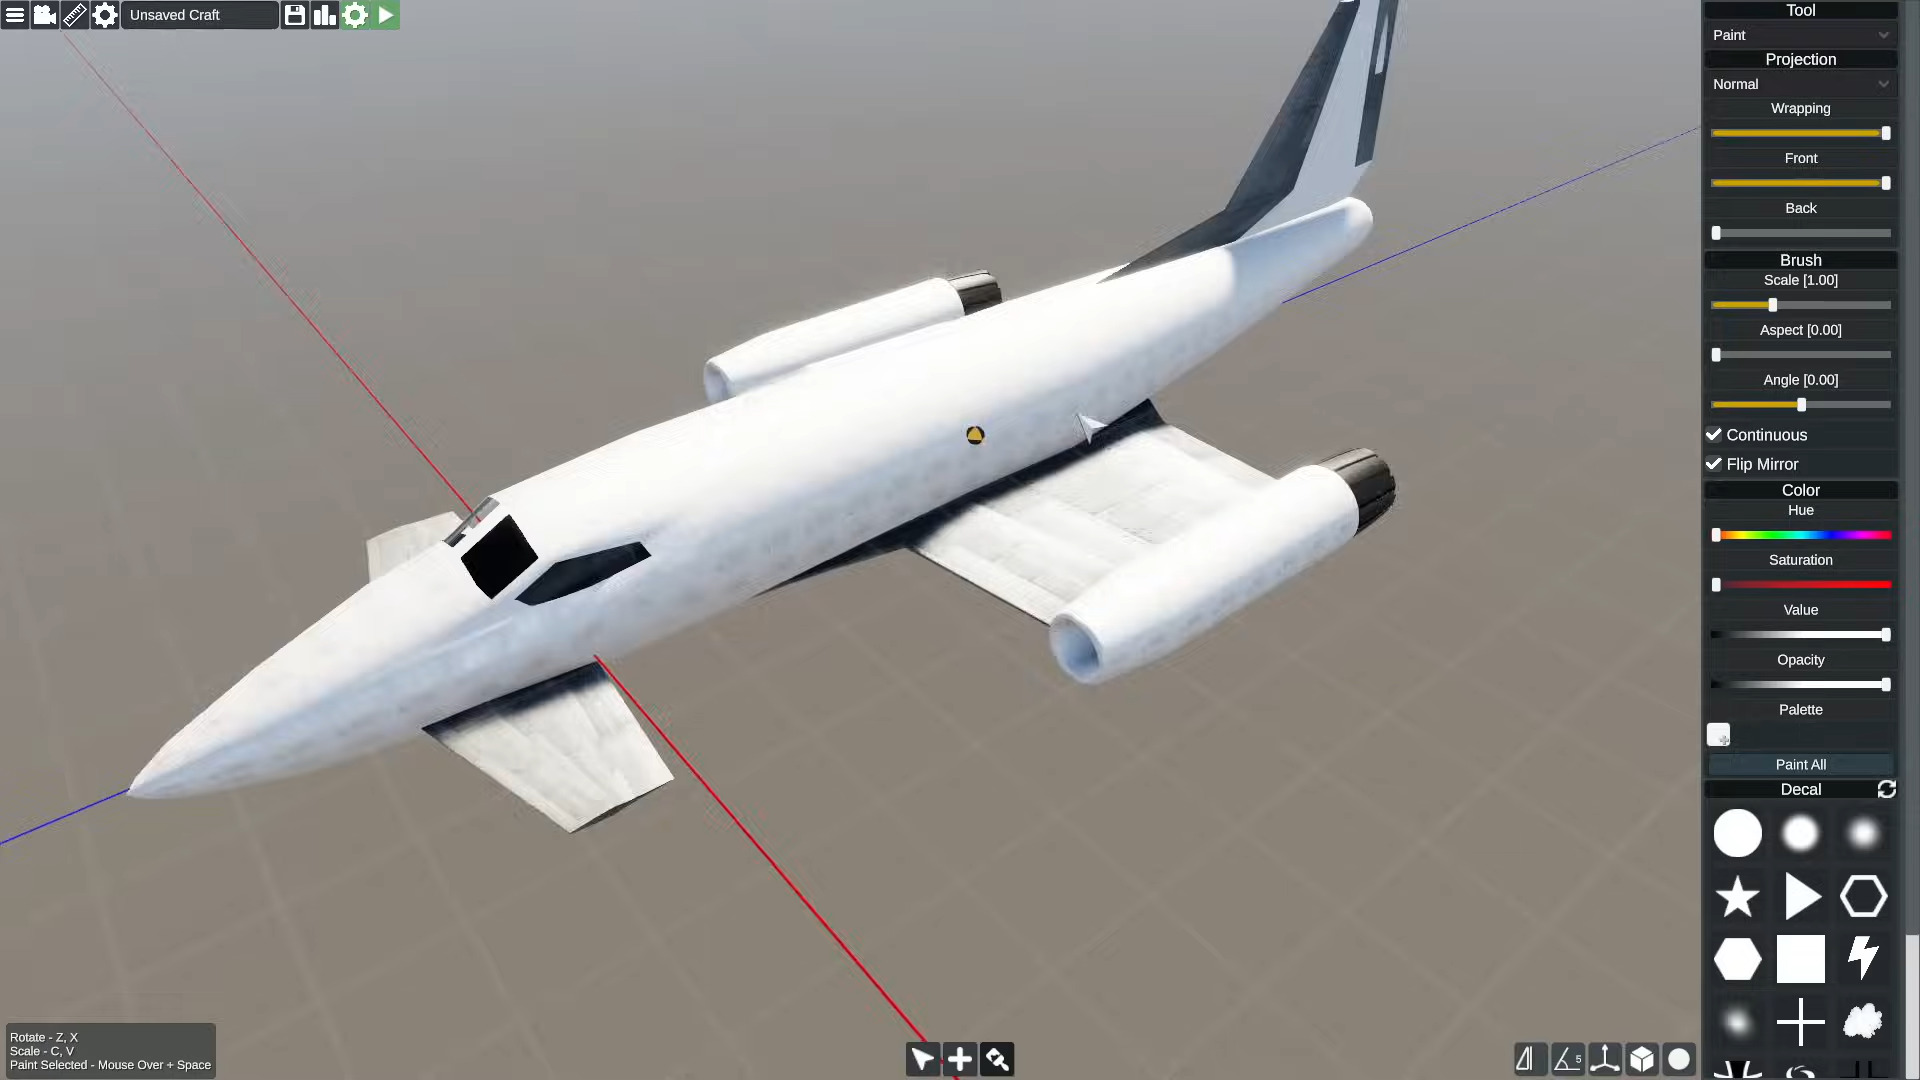 Unsaved Craft
Tool
Paint
Projection
Normal
Wrapping
Front
Back
Brush
Scale [1.00]
Aspect [0.00]
Angle [0.00]
Continuous
Flip Mirror
Color
Hue
Saturation
Value
Opacity
Palette
Paint All
Decal
Rotate - Z, X
Scale - C, V
Paint Selected - Mouse Over + Space
5